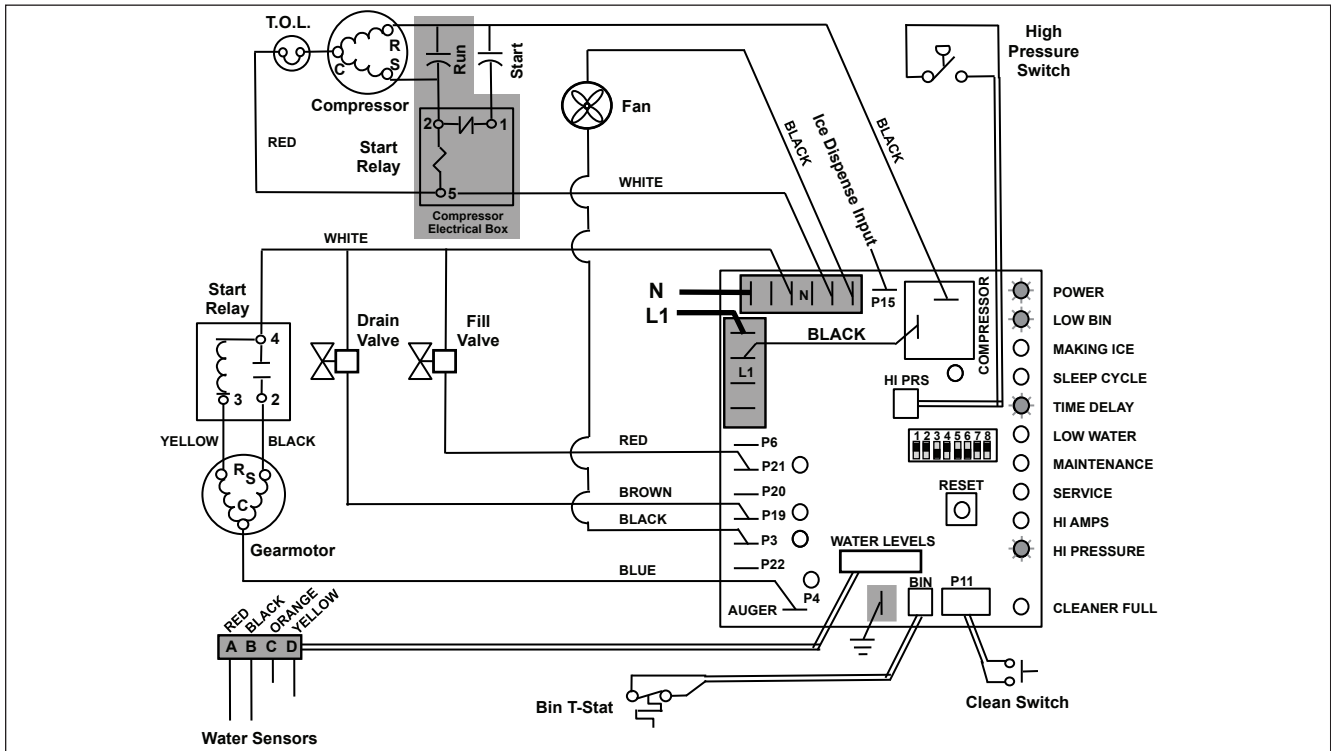 T.O.L.
R
S
C
Compressor
Run
Start
2
1
Start
Relay
5
Compressor
Electrical Box
RED
WHITE
Fan
BLACK
Ice Dispense Input
BLACK
High
Pressure
Switch
WHITE
Start
Relay
4
3
2
YELLOW
BLACK
R
S
C
Gearmotor
Drain
Valve
Fill
Valve
N
L1
N
P15
COMPRESSOR
BLACK
L1
HI PRS
1 2 3 4 5 6 7 8
RESET
RED
BROWN
BLACK
BLUE
P6
P21
P20
P19
P3
P22
P4
AUGER
WATER LEVELS
BIN
P11
POWER
LOW BIN
MAKING ICE
SLEEP CYCLE
TIME DELAY
LOW WATER
MAINTENANCE
SERVICE
HI AMPS
HI PRESSURE
CLEANER FULL
RED
BLACK
ORANGE
YELLOW
A B C D
Water Sensors
Bin T-Stat
Clean Switch